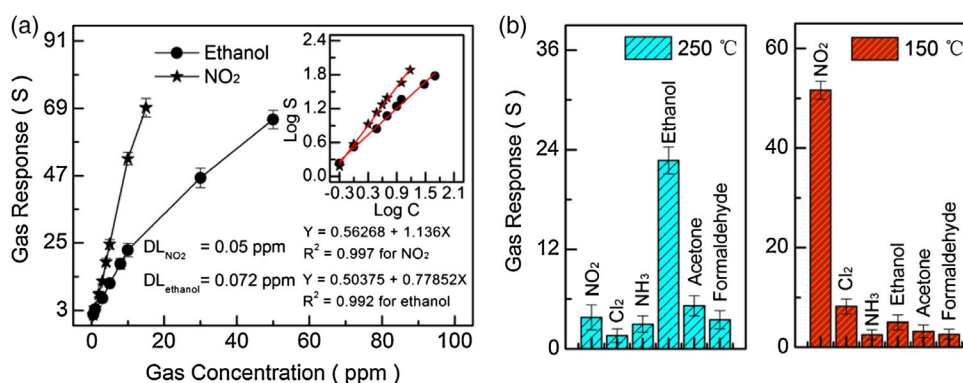 (a)
Gas Response ( S )
91
69
47
25
3
Ethanol
NO₂
Log S
2.4
1.8
1.2
0.6
0.0
-0.3 0.3 0.9 1.5 2.1
Log C
DL_NO₂ = 0.05 ppm
DL_ethanol = 0.072 ppm
Y = 0.56268 + 1.136X
R² = 0.997 for NO₂
Y = 0.50375 + 0.77852X
R² = 0.992 for ethanol
0 20 40 60 80 100
Gas Concentration ( ppm )
(b)
Gas Response ( S )
36
24
12
0
250 ℃
NO₂
Cl₂
NH₃
Ethanol
Acetone
Formaldehyde
60
40
20
0
150 ℃
NO₂
Cl₂
NH₃
Ethanol
Acetone
Formaldehyde